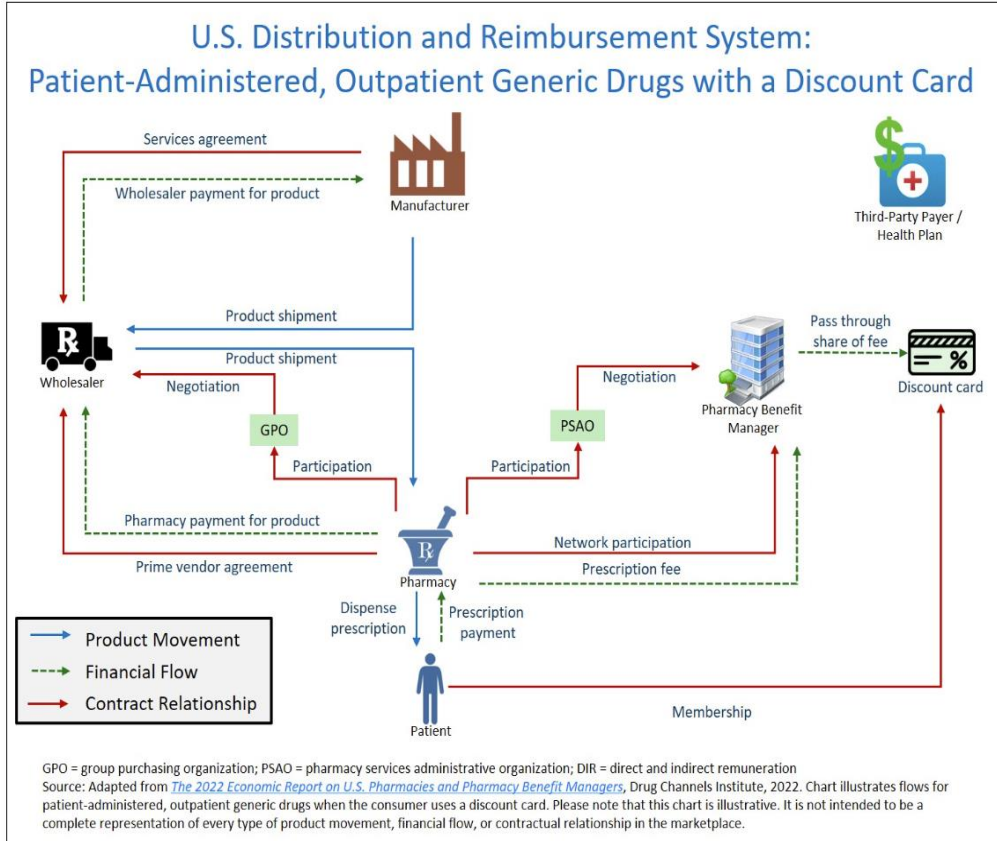 U.S. Distribution and Reimbursement System:
Patient-Administered, Outpatient Generic Drugs with a Discount Card
Services agreement
Wholesaler payment for product
Manufacturer
Third-Party Payer /
Health Plan
Product shipment
Product shipment
Wholesaler
Negotiation
GPO
Participation
Negotiation
PSAO
Participation
Pharmacy Benefit
Manager
Pass through
share of fee
%
Discount card
Pharmacy payment for product
Prime vendor agreement
Rx
Rx
Pharmacy
Network participation
Prescription fee
Dispense
prescription
Prescription
payment
Product Movement
Financial Flow
Contract Relationship
Patient
Membership
GPO = group purchasing organization; PSAO = pharmacy services administrative organization; DIR = direct and indirect remuneration
Source: Adapted from The 2022 Economic Report on U.S. Pharmacies and Pharmacy Benefit Managers, Drug Channels Institute, 2022. Chart illustrates flows for
patient-administered, outpatient generic drugs when the consumer uses a discount card. Please note that this chart is illustrative. It is not intended to be a
complete representation of every type of product movement, financial flow, or contractual relationship in the marketplace.